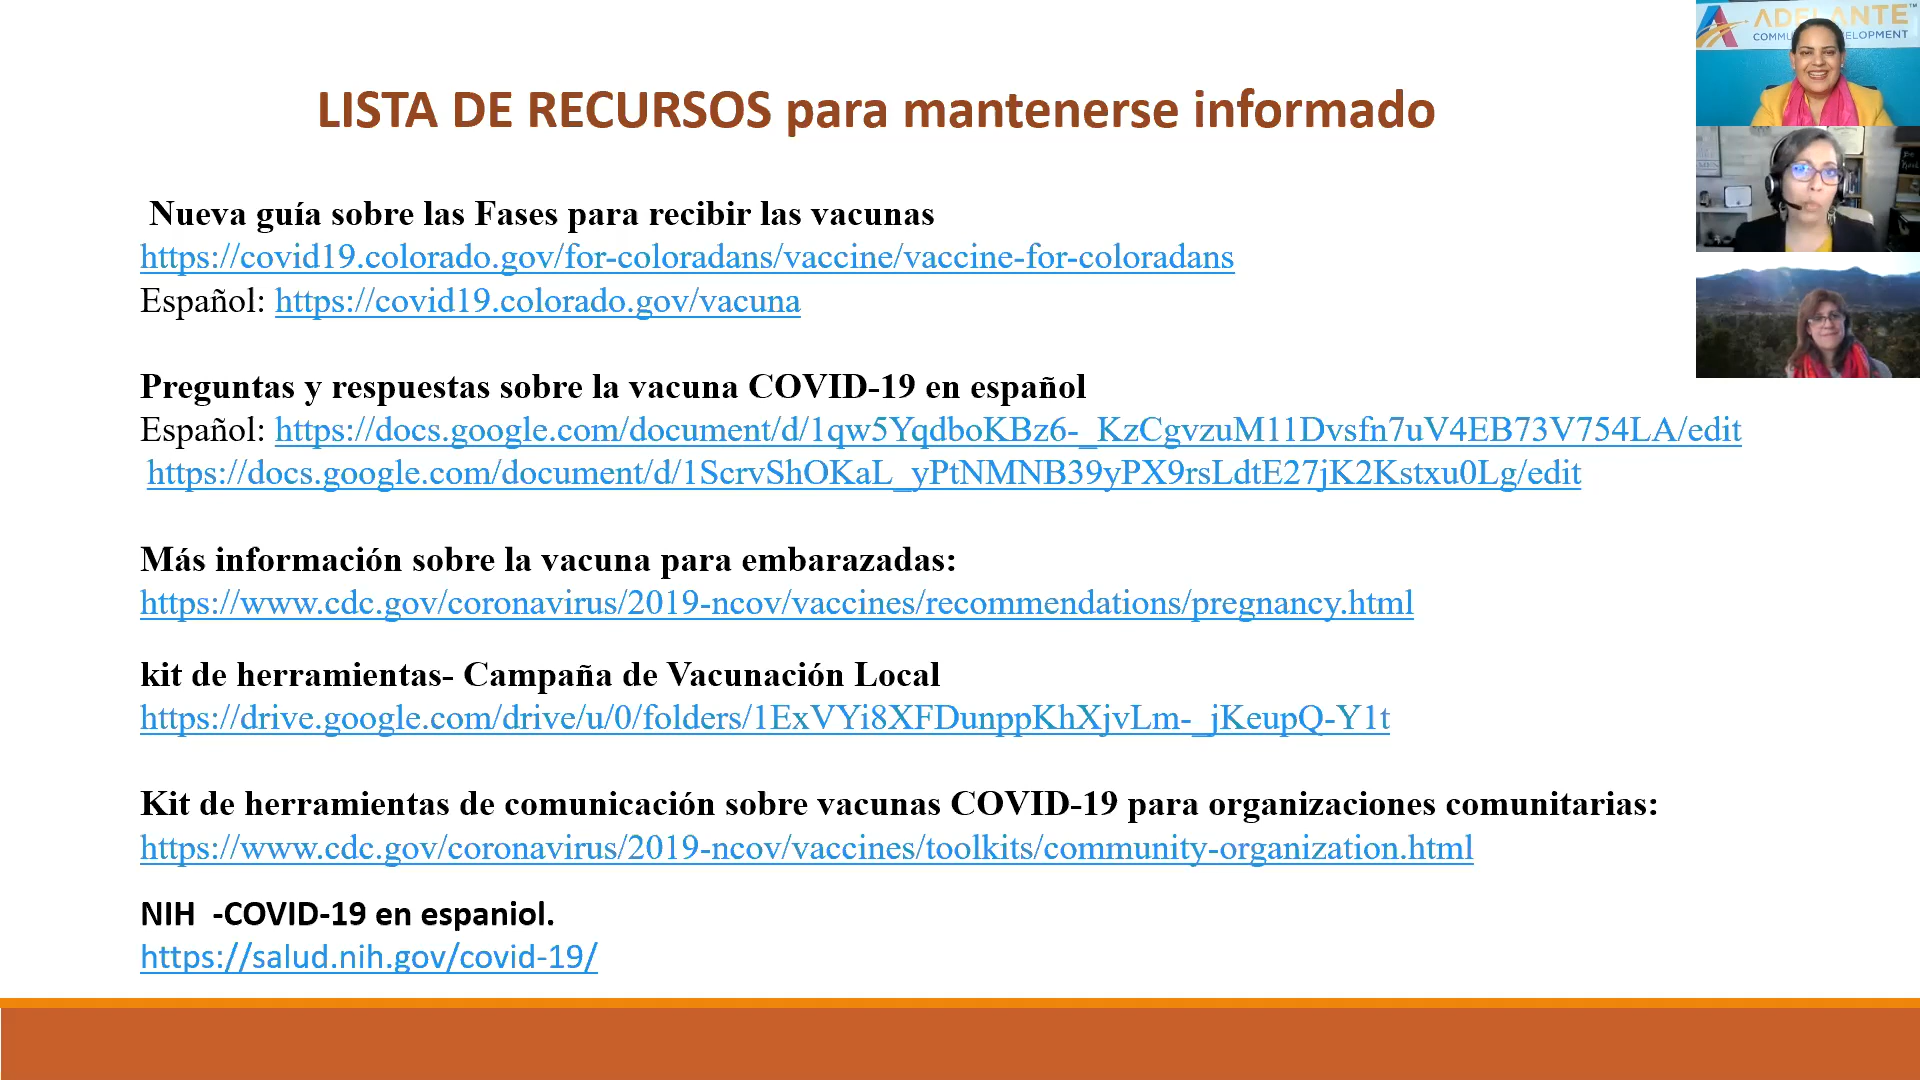 LISTA DE RECURSOS para mantenerse informado
Nueva guía sobre las Fases para recibir las vacunas
https://covid19.colorado.gov/for-coloradans/vaccine/vaccine-for-coloradans
Español: https://covid19.colorado.gov/vacuna
Preguntas y respuestas sobre la vacuna COVID-19 en español
Español: https://docs.google.com/document/d/1qw5YqdboKBz6-_KzCgvzuM11Dvsfn7uV4EB73V754LA/edit
https://docs.google.com/document/d/1ScrvShOKaL_yPtNMNB39yPX9rsLdtE27jK2Kstxu0Lg/edit
Más información sobre la vacuna para embarazadas:
https://www.cdc.gov/coronavirus/2019-ncov/vaccines/recommendations/pregnancy.html
kit de herramientas- Campaña de Vacunación Local
https://drive.google.com/drive/u/0/folders/1ExVYi8XFDunppKhXjvLm-_jKeupQ-Y1t
Kit de herramientas de comunicación sobre vacunas COVID-19 para organizaciones comunitarias:
https://www.cdc.gov/coronavirus/2019-ncov/vaccines/toolkits/community-organization.html
NIH -COVID-19 en espaniol.
https://salud.nih.gov/covid-19/
ADELANTE™